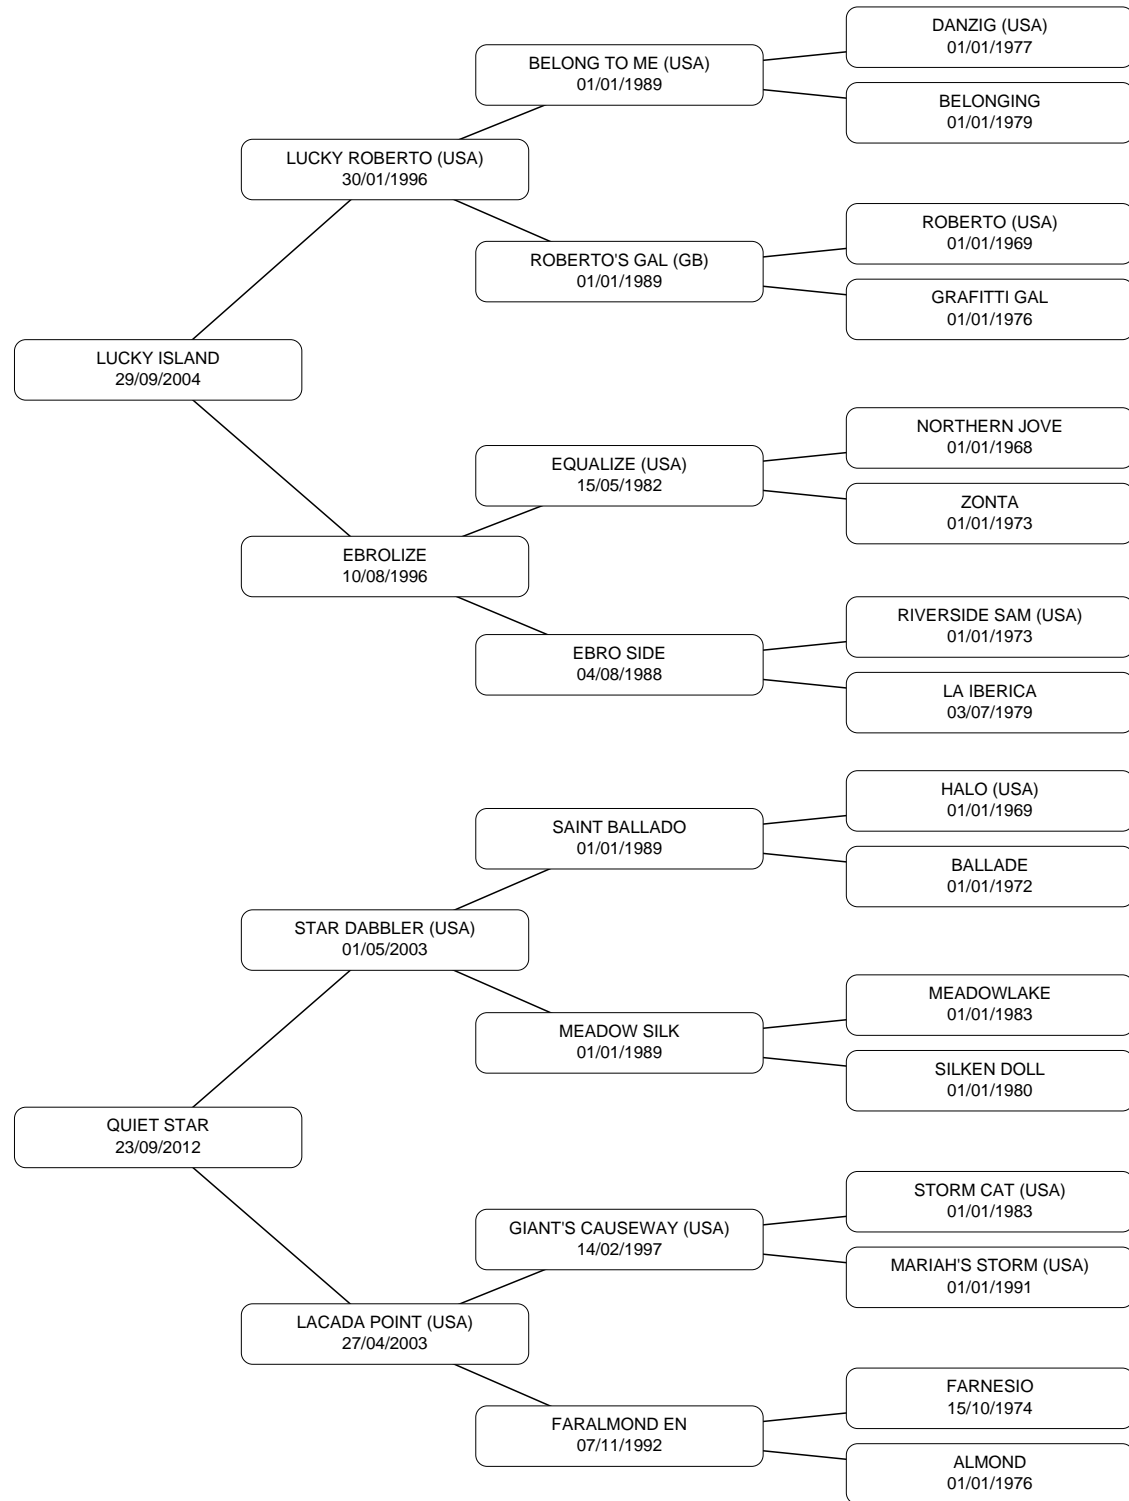 DANZIG (USA)
01/01/1977
BELONG TO ME (USA)
01/01/1989
BELONGING
01/01/1979
LUCKY ROBERTO (USA)
30/01/1996
ROBERTO (USA)
01/01/1969
ROBERTO'S GAL (GB)
01/01/1989
GRAFITTI GAL
01/01/1976
LUCKY ISLAND
29/09/2004
NORTHERN JOVE
01/01/1968
EQUALIZE (USA)
15/05/1982
ZONTA
01/01/1973
EBROLIZE
10/08/1996
RIVERSIDE SAM (USA)
01/01/1973
EBRO SIDE
04/08/1988
LA IBERICA
03/07/1979
HALO (USA)
01/01/1969
SAINT BALLADO
01/01/1989
BALLADE
01/01/1972
STAR DABBLER (USA)
01/05/2003
MEADOWLAKE
01/01/1983
MEADOW SILK
01/01/1989
SILKEN DOLL
01/01/1980
QUIET STAR
23/09/2012
STORM CAT (USA)
01/01/1983
GIANT'S CAUSEWAY (USA)
14/02/1997
MARIAH'S STORM (USA)
01/01/1991
LACADA POINT (USA)
27/04/2003
FARNESIO
15/10/1974
FARALMOND EN
07/11/1992
ALMOND
01/01/1976